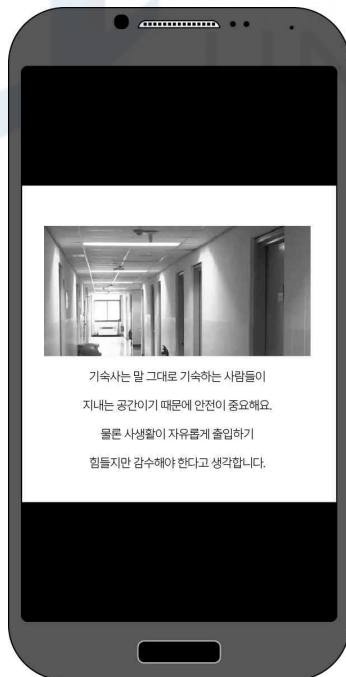 기숙사는 말 그대로 기숙하는 사람들이
지내는 공간이기 때문에 안전이 중요해요.
물론 사생활이 자유롭게 출입하기
힘들지만 감수해야 한다고 생각합니다.